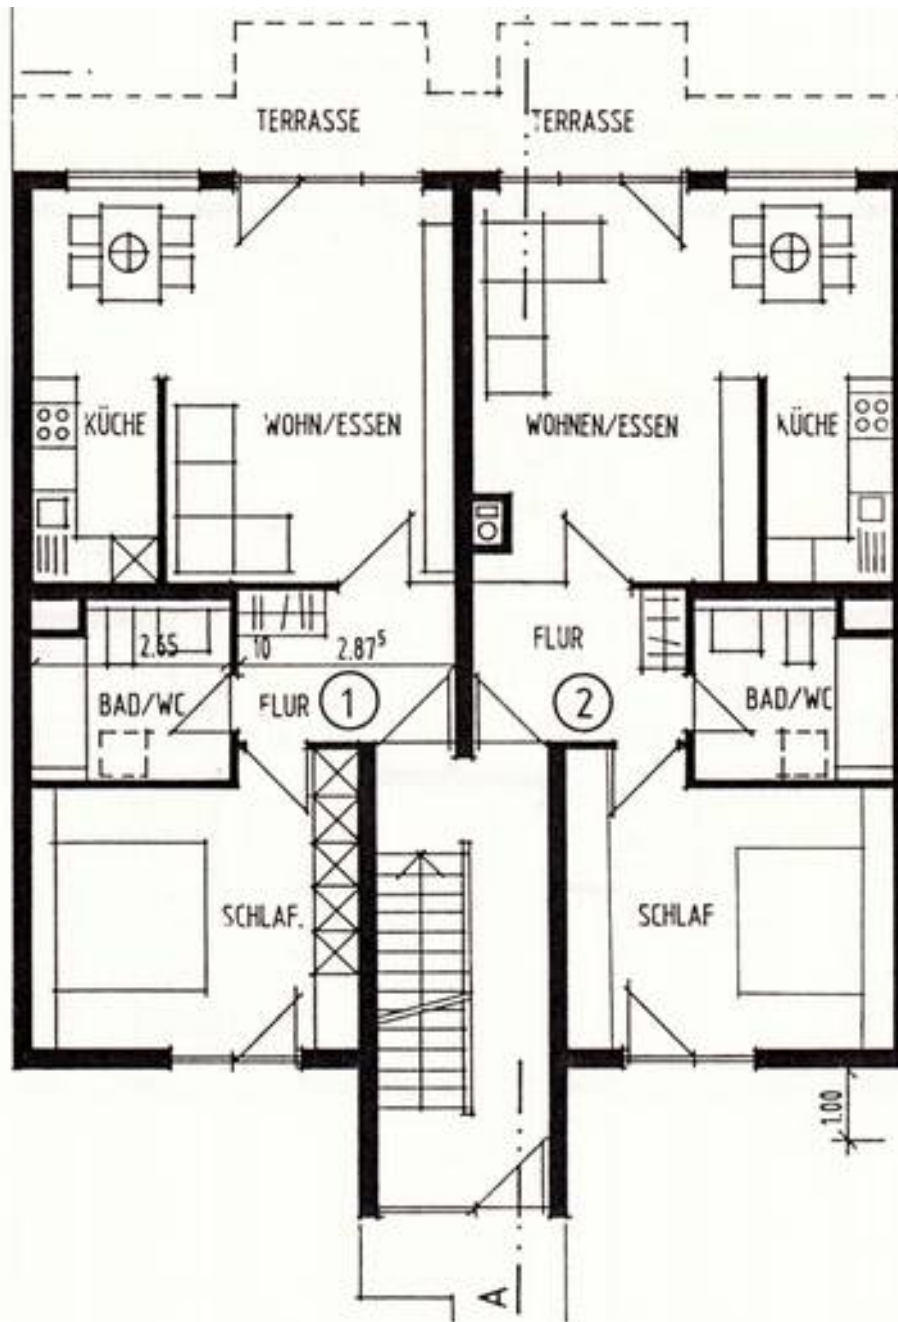 TERRASSE
TERRASSE
KÜCHE
WOHN/ESSEN
WOHNEN/ESSEN
KÜCHE
2.65
10
2.87⁵
FLUR
BAD/WC
FLUR
1
2
BAD/WC
SCHLAF.
SCHLAF
1.00
A